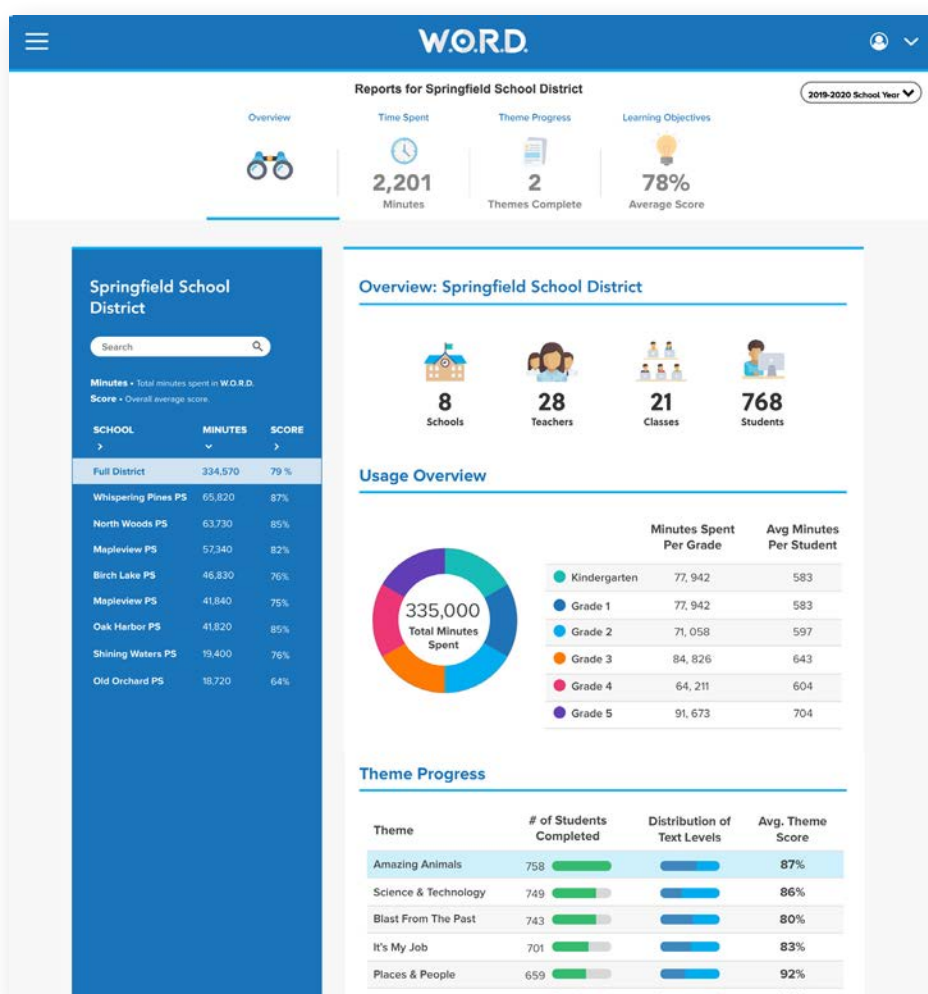 W.O.R.D.
Reports for Springfield School District
2019-2020 School Year
Overview
Time Spent
2,201
Minutes
Theme Progress
2
Themes Complete
Learning Objectives
78%
Average Score
Springfield School
District
Search
Minutes • Total minutes spent in W.O.R.D.
Score • Overall average score.
SCHOOL MINUTES SCORE
Full District 334,570 79 %
Whispering Pines PS 65,820 87%
North Woods PS 63,730 85%
Mapleview PS 57,340 82%
Birch Lake PS 46,830 76%
Mapleview PS 41,840 75%
Oak Harbor PS 41,820 85%
Shining Waters PS 19,400 76%
Old Orchard PS 18,720 64%
Overview: Springfield School District
8
Schools
28
Teachers
21
Classes
768
Students
Usage Overview
335,000
Total Minutes
Spent
Minutes Spent
Per Grade
Avg Minutes
Per Student
Kindergarten 77, 942 583
Grade 1 77, 942 583
Grade 2 71, 058 597
Grade 3 84, 826 643
Grade 4 64, 211 604
Grade 5 91, 673 704
Theme Progress
Theme
# of Students
Completed
Distribution of
Text Levels
Avg. Theme
Score
Amazing Animals 758 87%
Science & Technology 749 86%
Blast From The Past 743 80%
It's My Job 701 83%
Places & People 659 92%